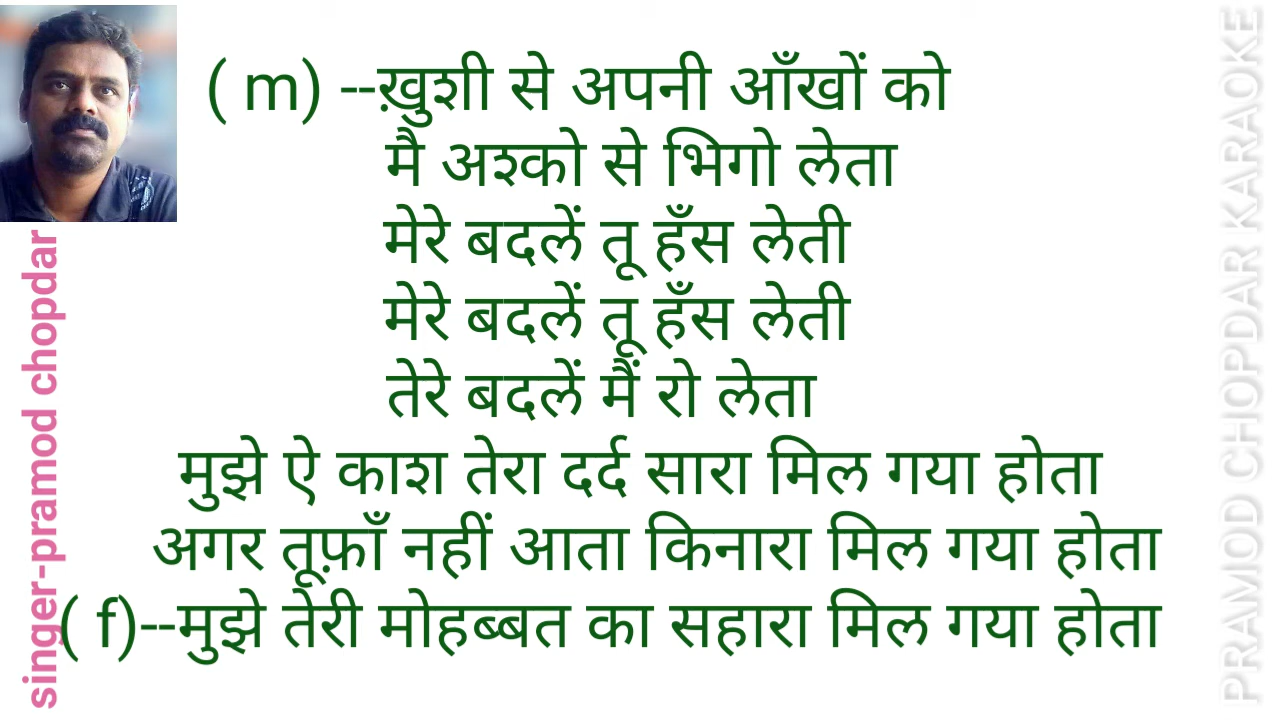 ( m) --ख़ुशी से अपनी आँखों को
मै अश्को से भिगो लेता
मेरे बदलें तू हँस लेती
मेरे बदलें तू हँस लेती
तेरे बदलें मैं रो लेता
मुझे ऐ काश तेरा दर्द सारा मिल गया होता
अगर तूफ़ाँ नहीं आता किनारा मिल गया होता
( f)--मुझे तेरी मोहब्बत का सहारा मिल गया होता
singer-pramod chopdar
PRAMOD CHOPDAR KARAOKE